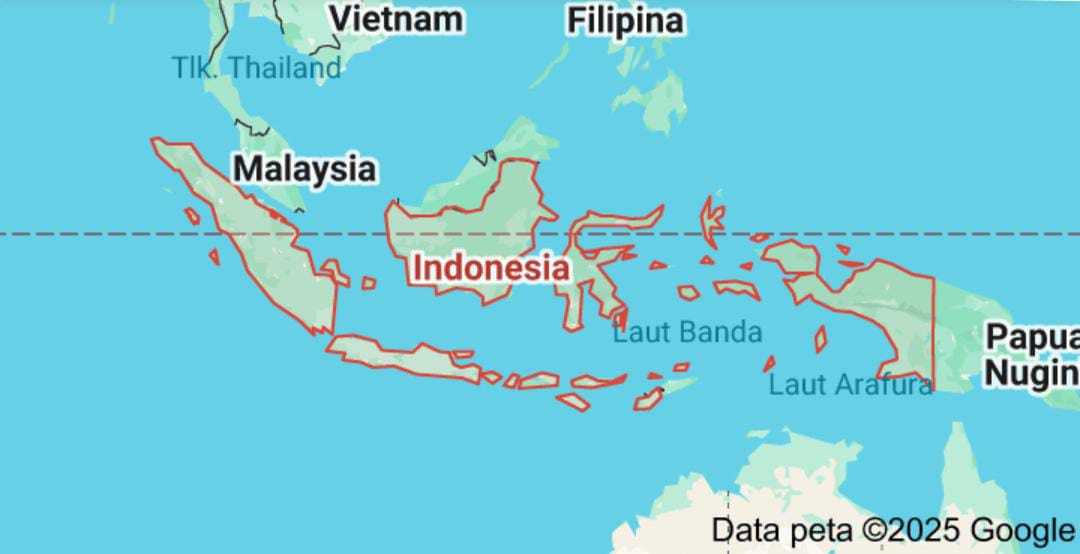 Vietnam
Filipina
Tlk. Thailand
Malaysia
Indonesia
Laut Banda
Papua
Nugin
Laut Arafura
Data peta ©2025 Google